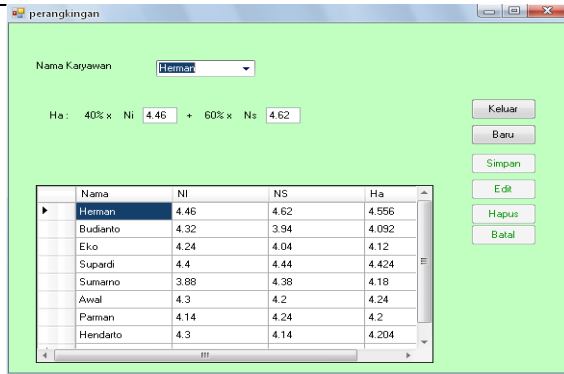 perangkingan
Nama Karyawan Herman
Ha : 40% x Ni 4.46 + 60% x Ns 4.62
Keluar
Baru
Simpan
Edit
Hapus
Batal
Nama NI NS Ha
Herman 4.46 4.62 4.556
Budianto 4.32 3.94 4.092
Eko 4.24 4.04 4.12
Supardi 4.4 4.44 4.424
Sumarno 3.88 4.38 4.18
Awal 4.3 4.2 4.24
Parman 4.14 4.24 4.2
Hendarto 4.3 4.14 4.204